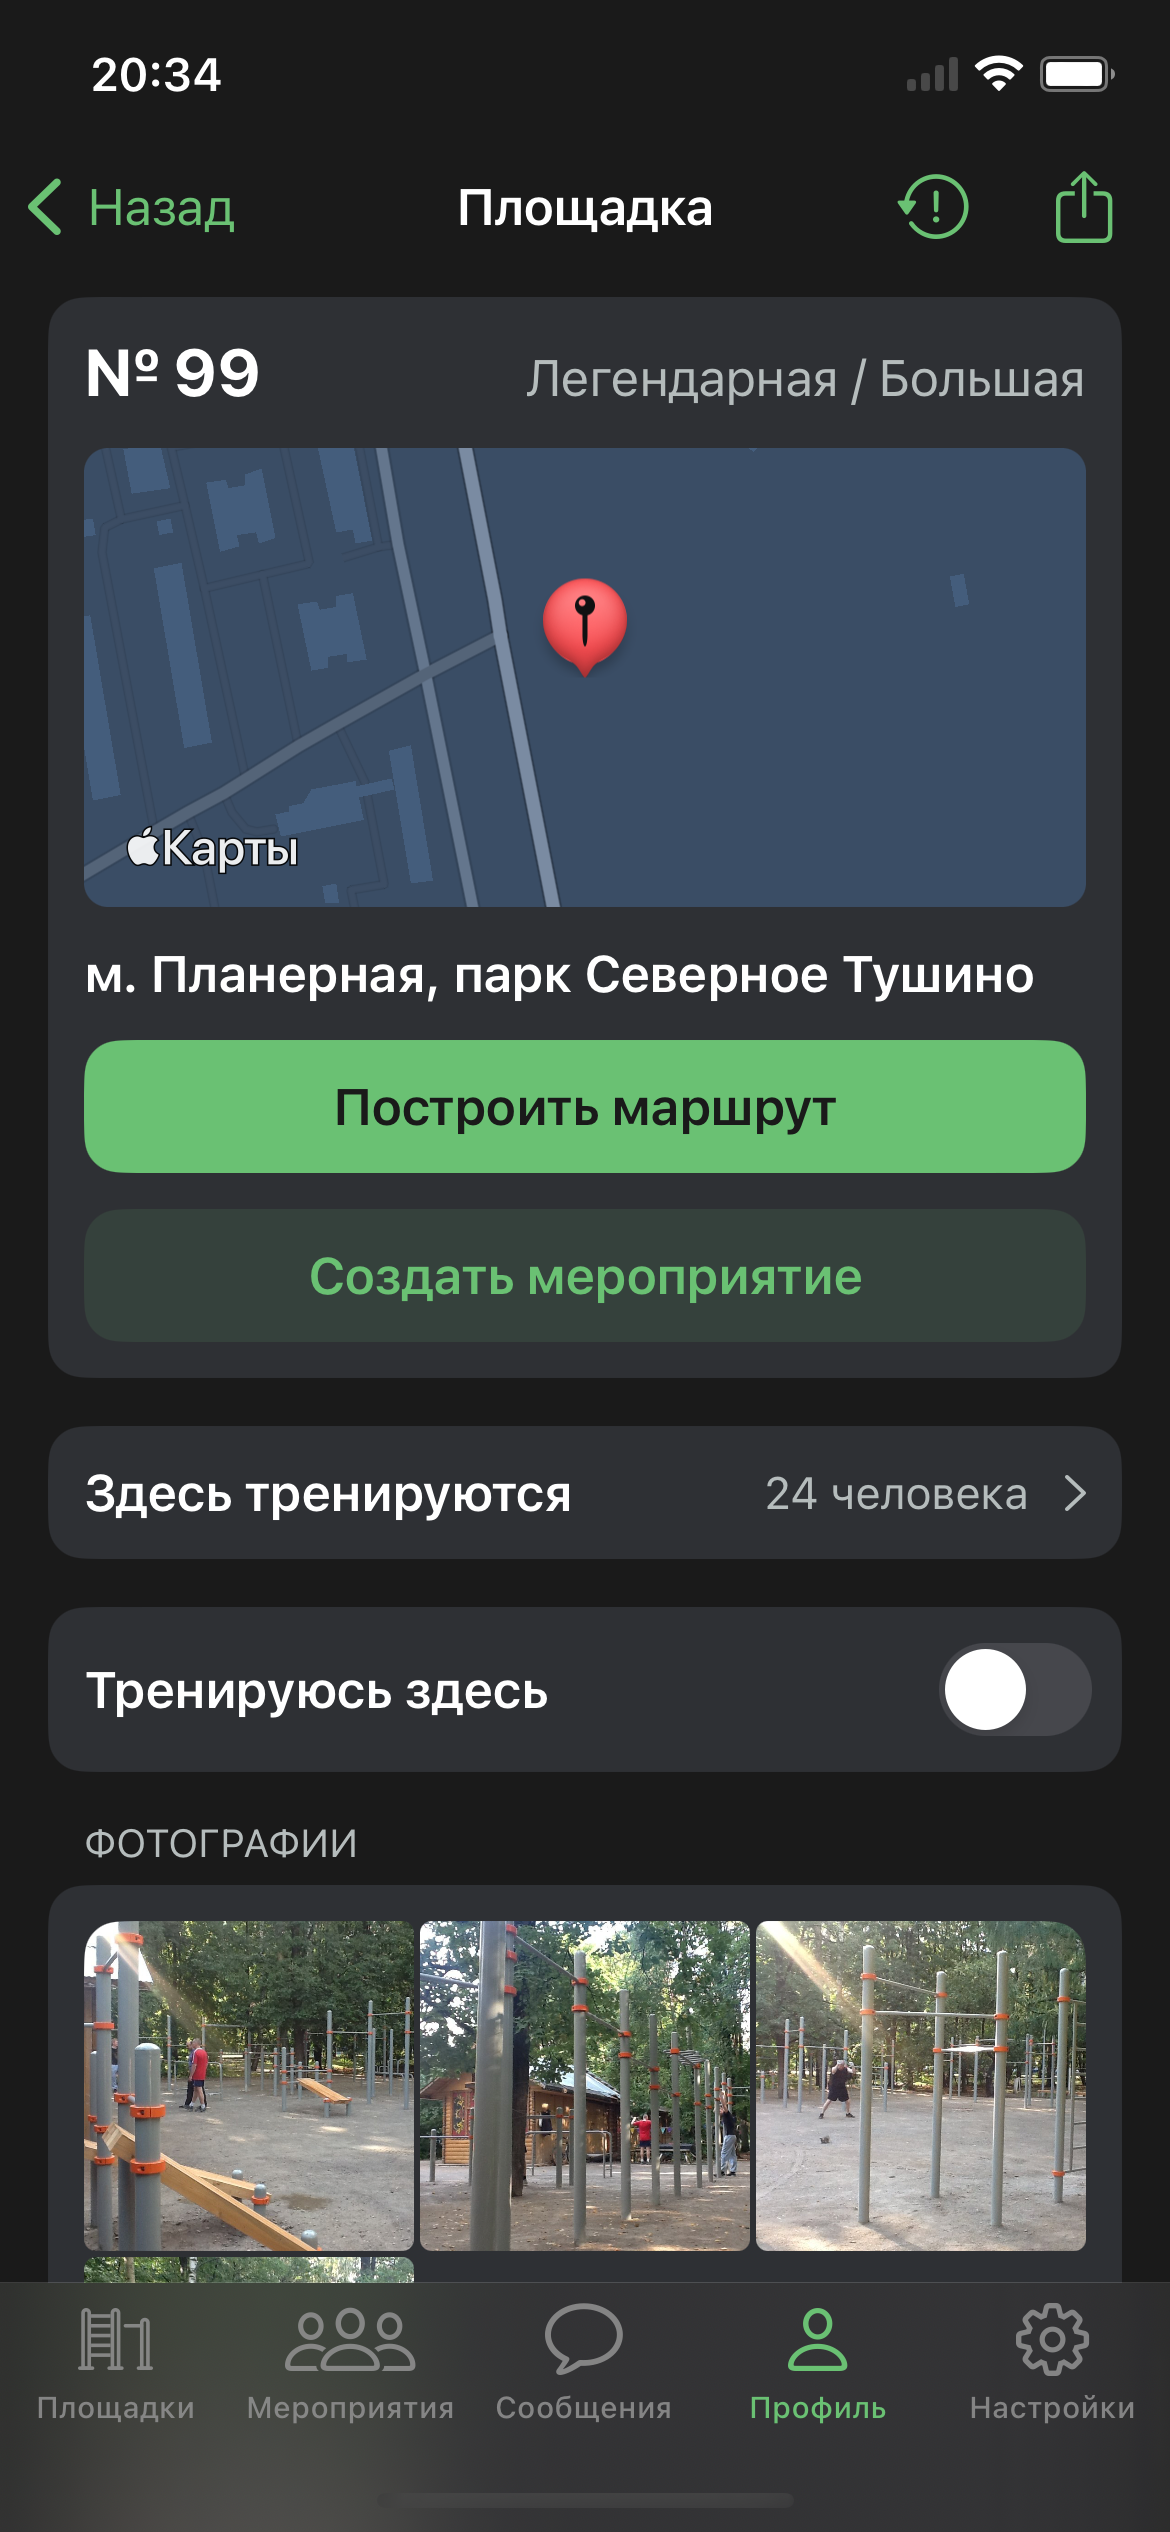 20:34
Назад
Площадка
№ 99
Легендарная / Большая
Карты
м. Планерная, парк Северное Тушино
Построить маршрут
Создать мероприятие
Здесь тренируются
24 человека
Тренируюсь здесь
ФОТОГРАФИИ
Площадки
Мероприятия
Сообщения
Профиль
Настройки